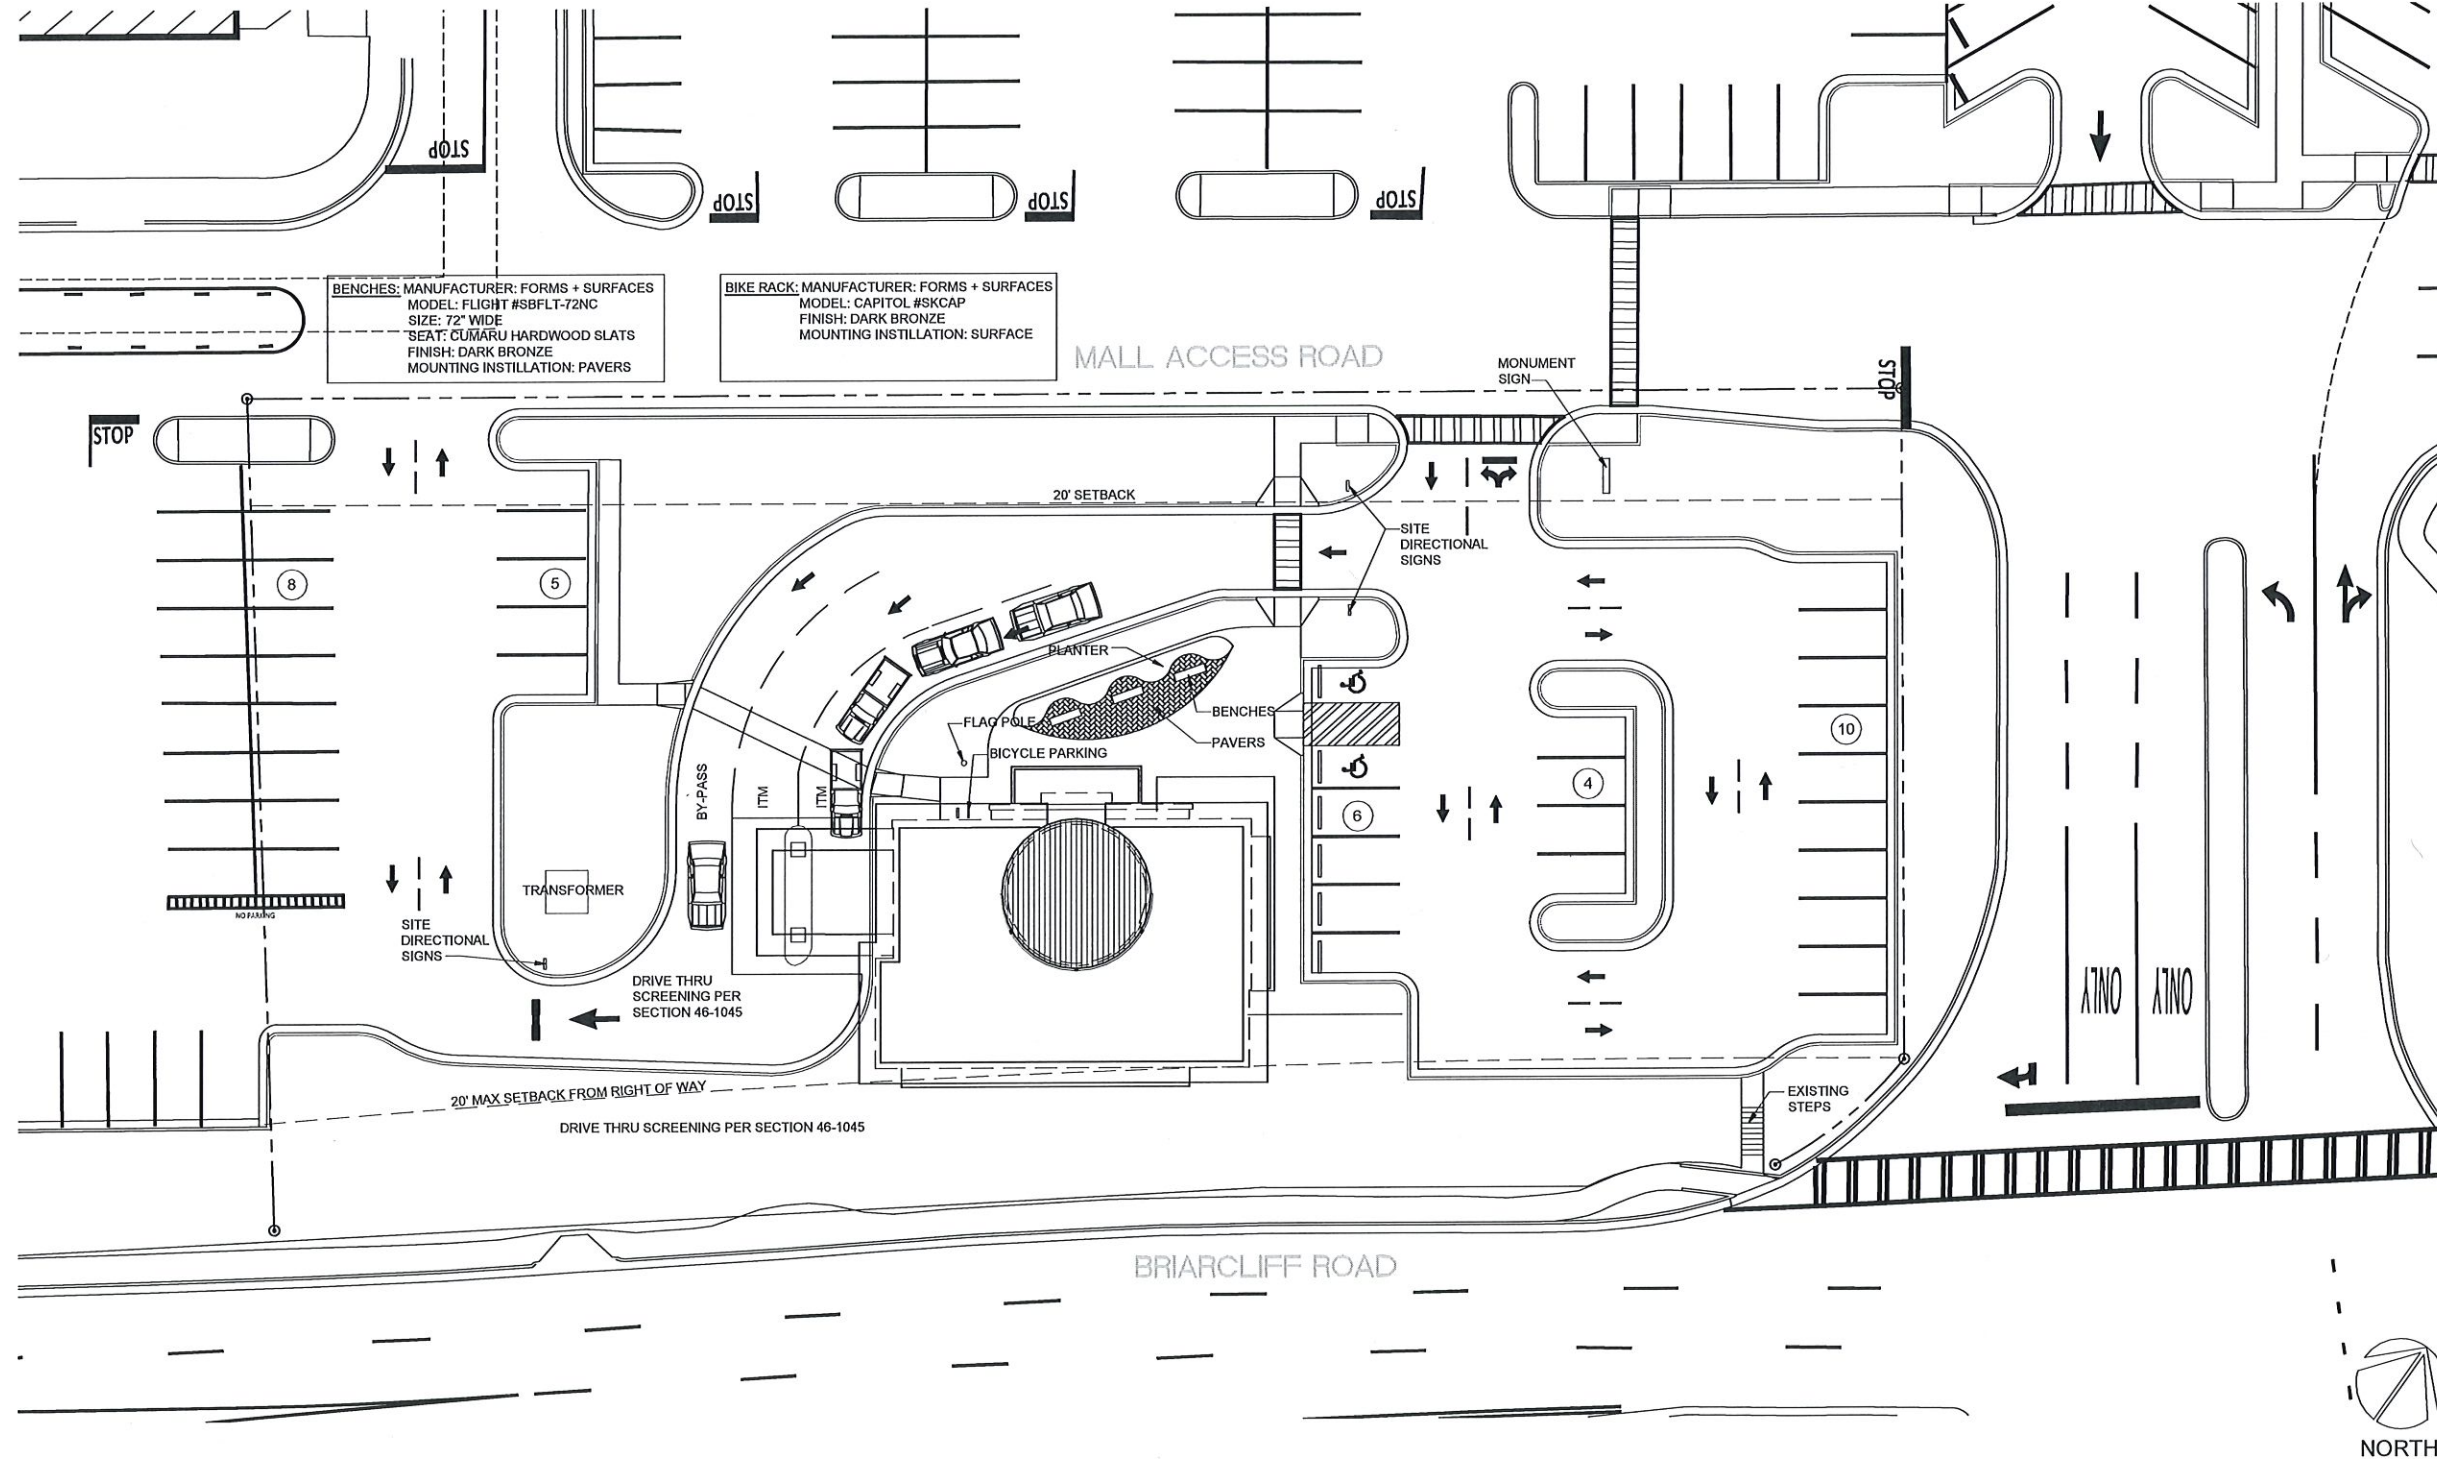 STOP
STOP
STOP
STOP
BENCHES: MANUFACTURER: FORMS + SURFACES
MODEL: FLIGHT #SBFLT-72NC
SIZE: 72" WIDE
SEAT: CUMARU HARDWOOD SLATS
FINISH: DARK BRONZE
MOUNTING INSTILLATION: PAVERS
BIKE RACK: MANUFACTURER: FORMS + SURFACES
MODEL: CAPITOL #SKCAP
FINISH: DARK BRONZE
MOUNTING INSTILLATION: SURFACE
MALL ACCESS ROAD
MONUMENT
SIGN
STOP
STOP
20' SETBACK
SITE
DIRECTIONAL
SIGNS
8
5
PLANTER
BENCHES
FLAG POLE
PAVERS
BICYCLE PARKING
10
4
6
BY-PASS
ITM
ITM
TRANSFORMER
NO PARKING
SITE
DIRECTIONAL
SIGNS
DRIVE THRU
SCREENING PER
SECTION 46-1045
ONLY
ONLY
20' MAX SETBACK FROM RIGHT OF WAY
EXISTING
STEPS
DRIVE THRU SCREENING PER SECTION 46-1045
BRIARCLIFF ROAD
NORTH